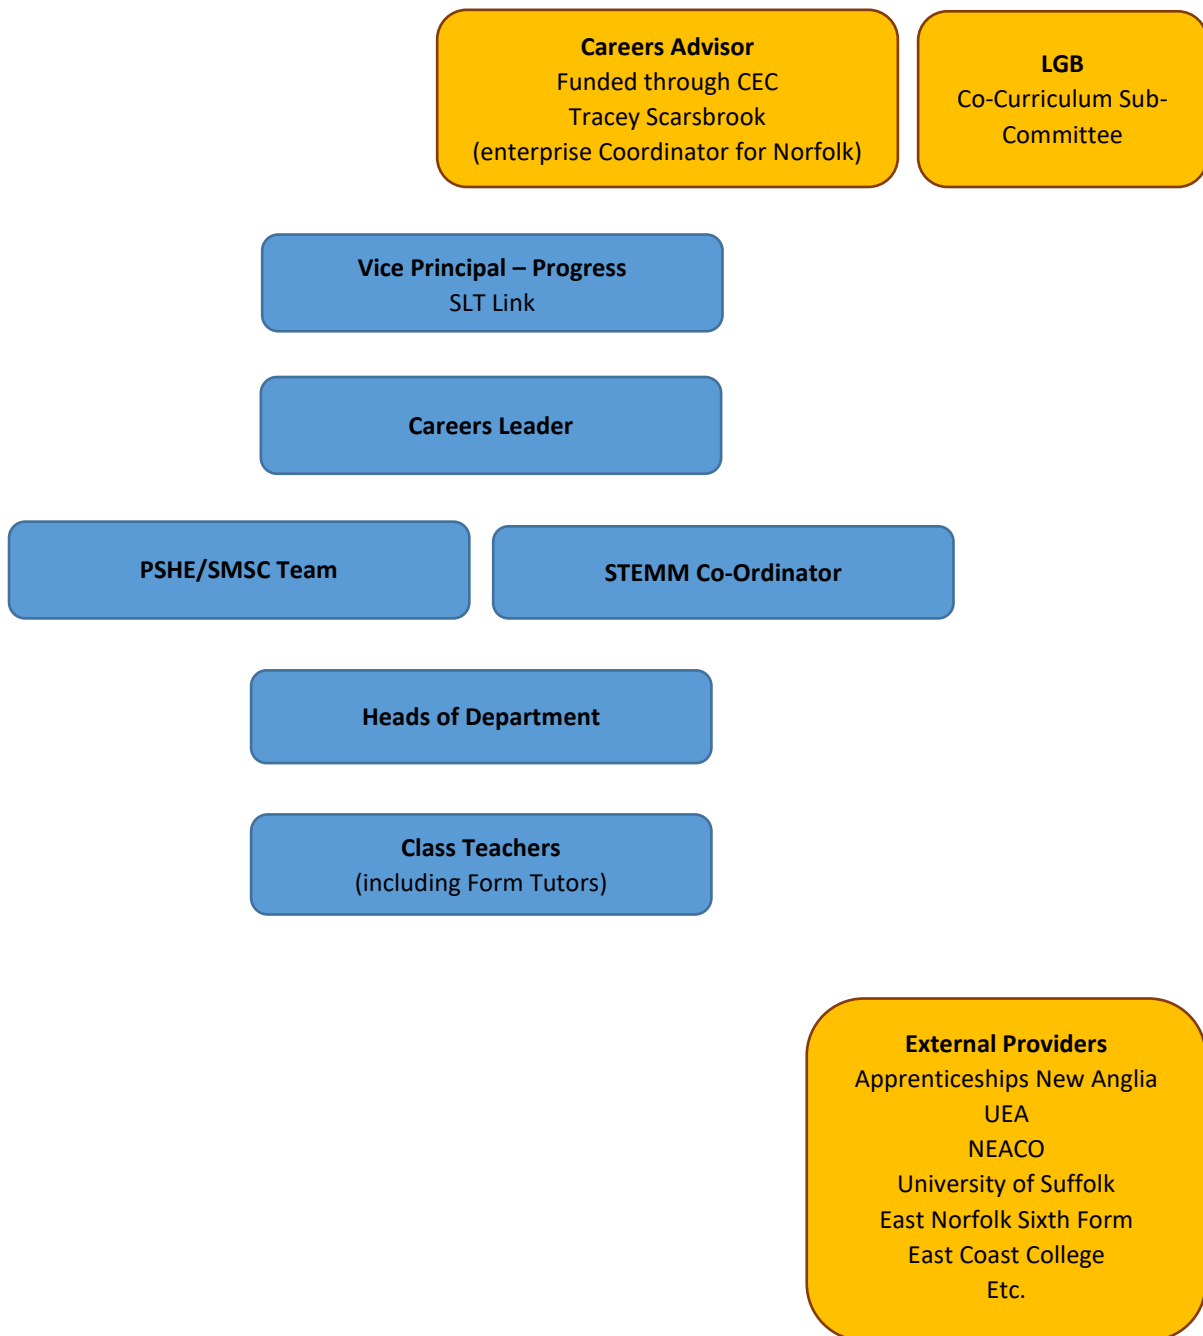 Careers Advisor
Funded through CEC
Tracey Scarsbrook
(enterprise Coordinator for Norfolk)
LGB
Co-Curriculum Sub-
Committee
Vice Principal – Progress
SLT Link
Careers Leader
PSHE/SMSC Team
STEMM Co-Ordinator
Heads of Department
Class Teachers
(including Form Tutors)
External Providers
Apprenticeships New Anglia
UEA
NEACO
University of Suffolk
East Norfolk Sixth Form
East Coast College
Etc.